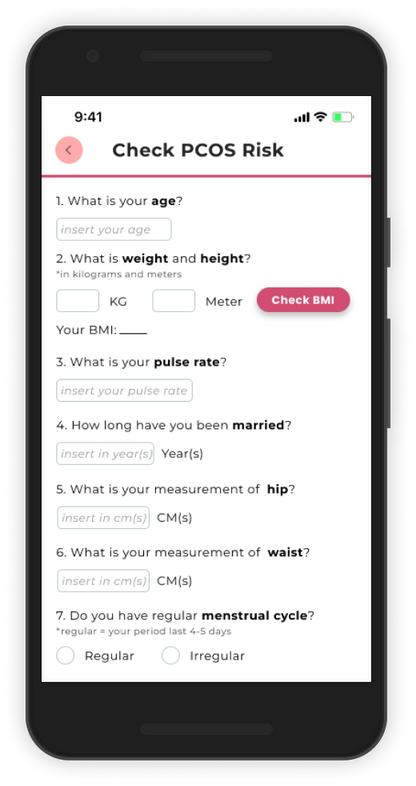 9:41
Check PCOS Risk
1. What is your age?
insert your age
2. What is weight and height?
*in kilograms and meters
KG Meter Check BMI
Your BMI: ____
3. What is your pulse rate?
insert your pulse rate
4. How long have you been married?
insert in year(s) Year(s)
5. What is your measurement of hip?
insert in cm(s) CM(s)
6. What is your measurement of waist?
insert in cm(s) CM(s)
7. Do you have regular menstrual cycle?
*regular = your period last 4-5 days
Regular Irregular